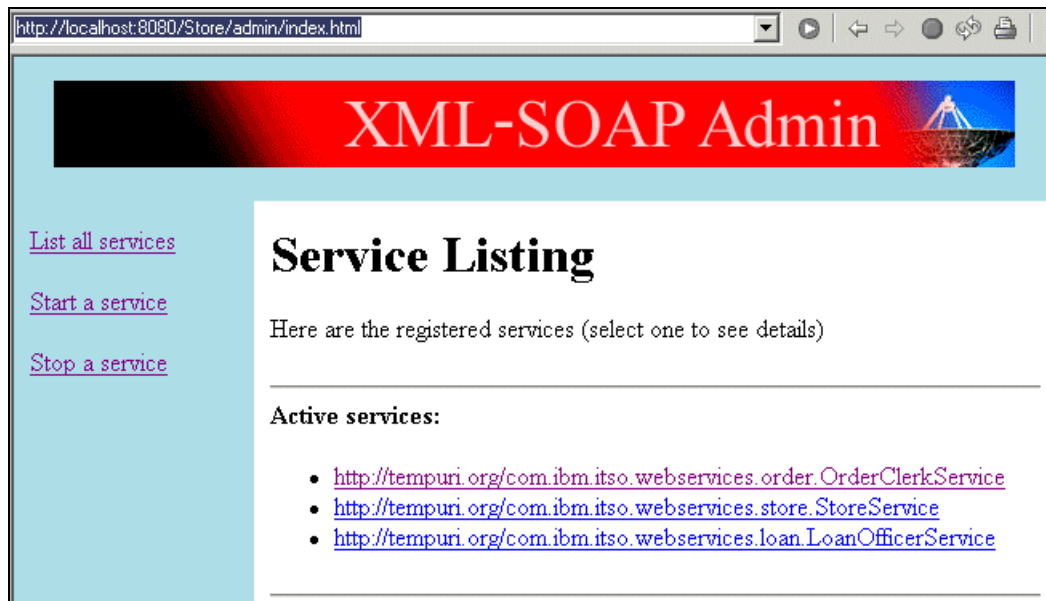 http://localhost:8080/Store/admin/index.html
XML-SOAP Admin
List all services
Start a service
Stop a service
Service Listing
Here are the registered services (select one to see details)
Active services:
http://tempuri.org/com.ibm.itso.webservices.order.OrderClerkService
http://tempuri.org/com.ibm.itso.webservices.store.StoreService
http://tempuri.org/com.ibm.itso.webservices.loan.LoanOfficerService